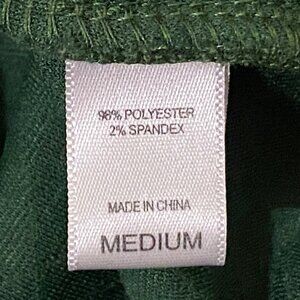 98% POLYESTER
2% SPANDEX
MADE IN CHINA
MEDIUM